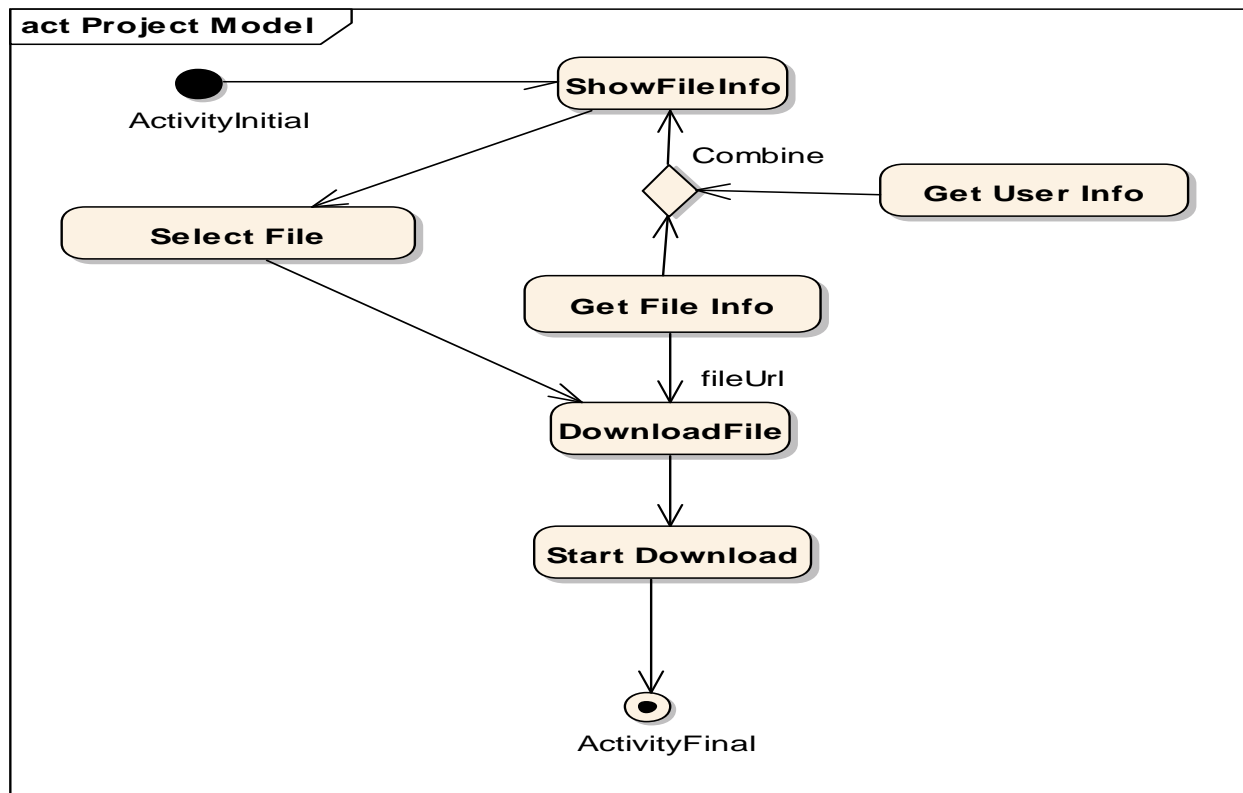 act Project Model
ShowFileInfo
ActivityInitial
Combine
Get User Info
Select File
Get File Info
fileUrl
DownloadFile
Start Download
ActivityFinal